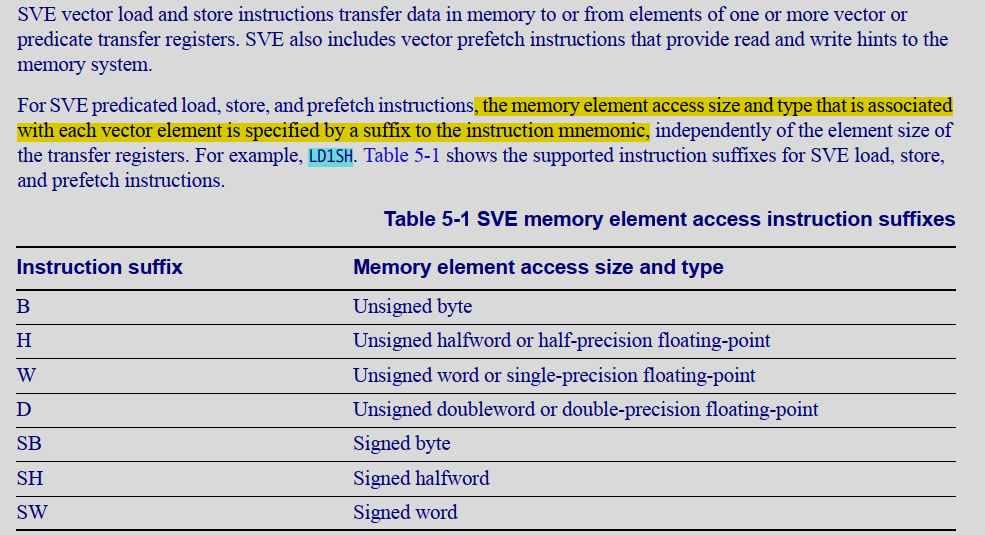 SVE vector load and store instructions transfer data in memory to or from elements of one or more vector or
predicate transfer registers. SVE also includes vector prefetch instructions that provide read and write hints to the
memory system.
For SVE predicated load, store, and prefetch instructions, the memory element access size and type that is associated
with each vector element is specified by a suffix to the instruction mnemonic, independently of the element size of
the transfer registers. For example, LD1SH. Table 5-1 shows the supported instruction suffixes for SVE load, store,
and prefetch instructions.
Table 5-1 SVE memory element access instruction suffixes
Instruction suffix Memory element access size and type
B Unsigned byte
H Unsigned halfword or half-precision floating-point
W Unsigned word or single-precision floating-point
D Unsigned doubleword or double-precision floating-point
SB Signed byte
SH Signed halfword
SW Signed word